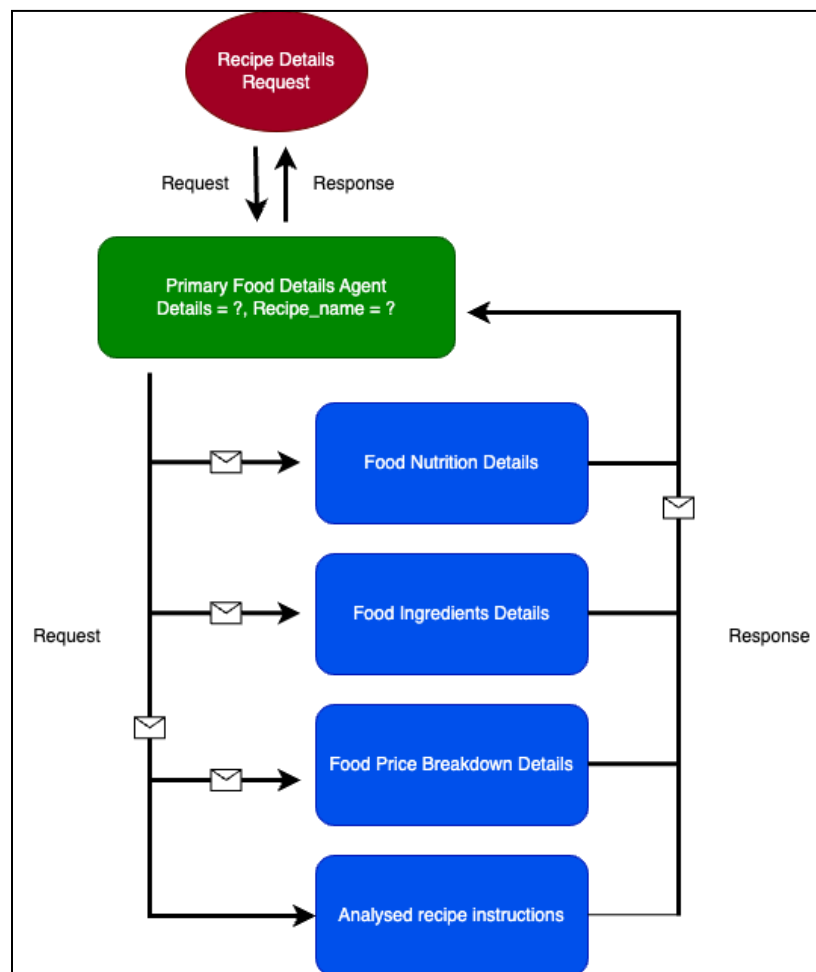 Recipe Details
Request
Request
Response
Primary Food Details Agent
Details = ?, Recipe_name = ?
Food Nutrition Details
Food Ingredients Details
Request
Response
Food Price Breakdown Details
Analysed recipe instructions